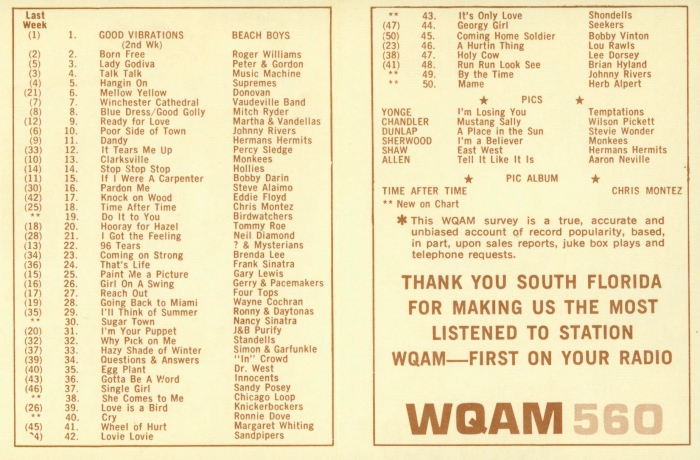 Last
Week
(1) 1. GOOD VIBRATIONS BEACH BOYS
(2nd Wk)
(2) 2. Born Free Roger Williams
(5) 3. Lady Godiva Peter & Gordon
(3) 4. Talk Talk Music Machine
(4) 5. Hangin On Supremes
(21) 6. Mellow Yellow Donovan
(7) 7. Winchester Cathedral Vaudeville Band
(8) 8. Blue Dress/Good Golly Mitch Ryder
(12) 9. Ready for Love Martha & Vandellas
(6) 10. Poor Side of Town Johnny Rivers
(9) 11. Dandy Hermans Hermits
(33) 12. It Tears Me Up Percy Sledge
(10) 13. Clarksville Monkees
(14) 14. Stop Stop Stop Hollies
(11) 15. If I Were A Carpenter Bobby Darin
(30) 16. Pardon Me Steve Alaimo
(42) 17. Knock on Wood Eddie Floyd
(25) 18. Time After Time Chris Montez
** 19. Do It to You Birdwatchers
(18) 20. Hooray for Hazel Tommy Roe
(28) 21. I Got the Feeling Neil Diamond
(13) 22. 96 Tears ? & Mysterians
(34) 23. Coming on Strong Brenda Lee
(36) 24. That's Life Frank Sinatra
(15) 25. Paint Me a Picture Gary Lewis
(16) 26. Girl On A Swing Gerry & Pacemakers
(17) 27. Reach Out Four Tops
(19) 28. Going Back to Miami Wayne Cochran
(35) 29. I'll Think of Summer Ronny & Daytonas
** 30. Sugar Town Nancy Sinatra
(20) 31. I'm Your Puppet J&B Purify
(32) 32. Why Pick on Me Standells
(37) 33. Hazy Shade of Winter Simon & Garfunkle
(39) 34. Questions & Answers "In" Crowd
(40) 35. Egg Plant Dr. West
(43) 36. Gotta Be A Word Innocents
(46) 37. Single Girl Sandy Posey
** 38. She Comes to Me Chicago Loop
(26) 39. Love is a Bird Knickerbockers
** 40. Cry Ronnie Dove
(45) 41. Wheel of Hurt Margaret Whiting
4) 42. Lovie Lovie Sandpipers
** 43. It's Only Love Shondells
(47) 44. Georgy Girl Seekers
(50) 45. Coming Home Soldier Bobby Vinton
(23) 46. A Hurtin Thing Lou Rawls
(38) 47. Holy Cow Lee Dorsey
(41) 48. Run Run Look See Brian Hyland
** 49. By the Time Johnny Rivers
** 50. Mame Herb Alpert
★ PICS ★
YONGE I'm Losing You Temptations
CHANDLER Mustang Sally Wilson Pickett
DUNLAP A Place in the Sun Stevie Wonder
SHERWOOD I'm a Believer Monkees
SHAW East West Hermans Hermits
ALLEN Tell It Like It Is Aaron Neville
★ PIC ALBUM ★
TIME AFTER TIME CHRIS MONTEZ
** New on Chart
* This WQAM survey is a true, accurate and
unbiased account of record popularity, based,
in part, upon sales reports, juke box plays and
telephone requests.
THANK YOU SOUTH FLORIDA
FOR MAKING US THE MOST
LISTENED TO STATION
WQAM—FIRST ON YOUR RADIO
WQAM 560